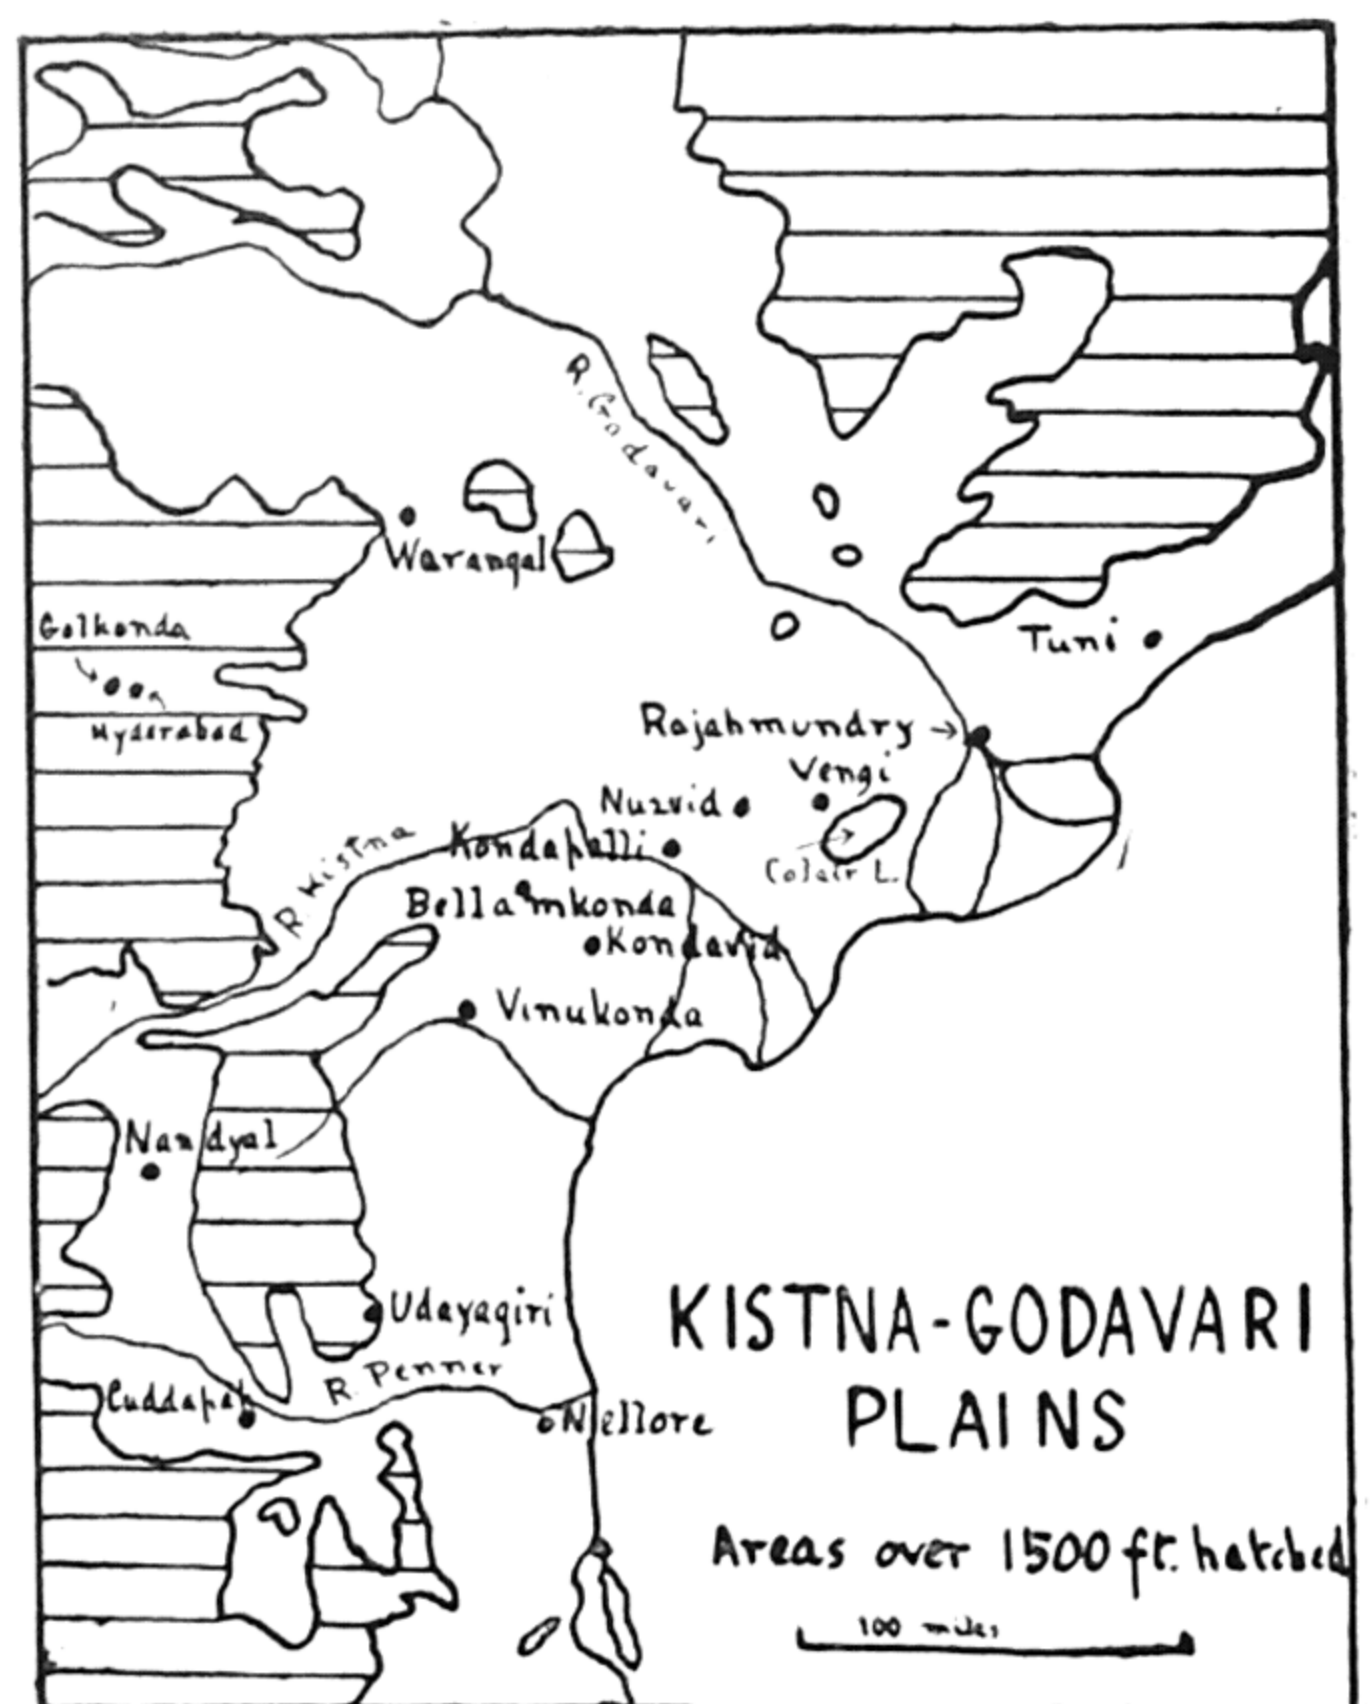 R. Godavari
Warangal
Golkonda
Tuni
Hyderabad
Rajahmundry
Vengi
Nuzvid
R. Kistna
Kondapalli
Colair L.
Bellamkonda
Kondavid
Vinukonda
Nandyal
Udayagiri
KISTNA-GODAVARI
PLAINS
R. Penner
Cuddapah
Nellore
Areas over 1500 ft. hatched
100 miles